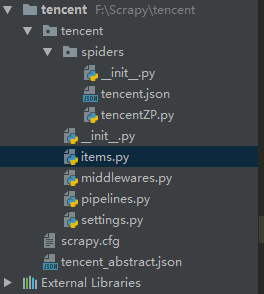 tencent F:\Scrapy\tencent
tencent
spiders
__init__.py
tencent.json
tencentZP.py
__init__.py
items.py
middlewares.py
pipelines.py
settings.py
scrapy.cfg
tencent_abstract.json
External Libraries